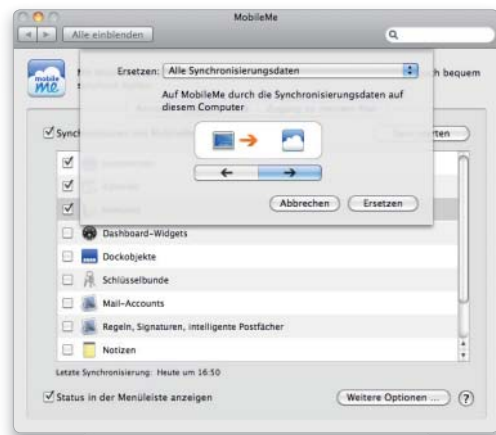 MobileMe
Alle einblenden
mobile me
Ersetzen: Alle Synchronisierungsdaten
bequem
Auf MobileMe durch die Synchronisierungsdaten auf
diesem Computer
Abbrechen Ersetzen
Dashboard-Widgets
Dockobjekte
Schlüsselbunde
Mail-Accounts
Regeln, Signaturen, intelligente Postfächer
Notizen
Letzte Synchronisierung: Heute um 16:50
Status in der Menüleiste anzeigen
Weitere Optionen ... ?